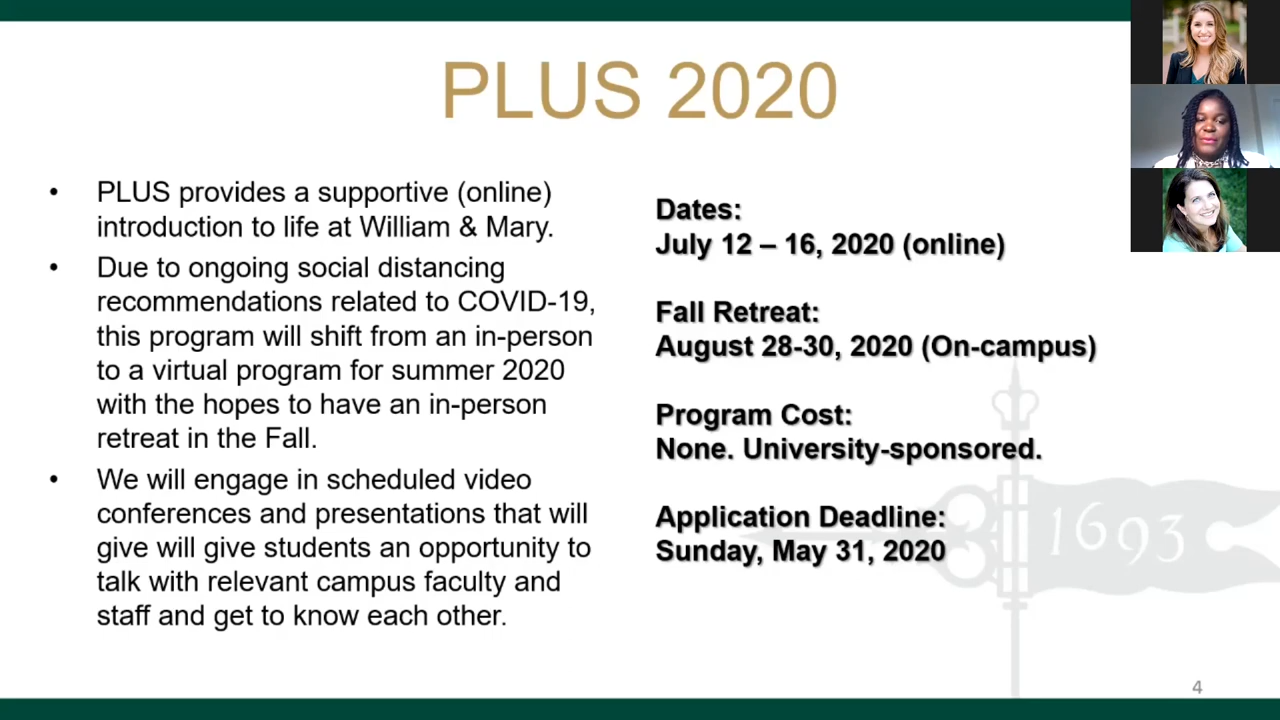 PLUS 2020
• PLUS provides a supportive (online)
introduction to life at William & Mary.
• Due to ongoing social distancing
recommendations related to COVID-19,
this program will shift from an in-person
to a virtual program for summer 2020
with the hopes to have an in-person
retreat in the Fall.
• We will engage in scheduled video
conferences and presentations that will
give will give students an opportunity to
talk with relevant campus faculty and
staff and get to know each other.
Dates:
July 12 – 16, 2020 (online)
Fall Retreat:
August 28-30, 2020 (On-campus)
Program Cost:
None. University-sponsored.
Application Deadline:
Sunday, May 31, 2020
1693
4